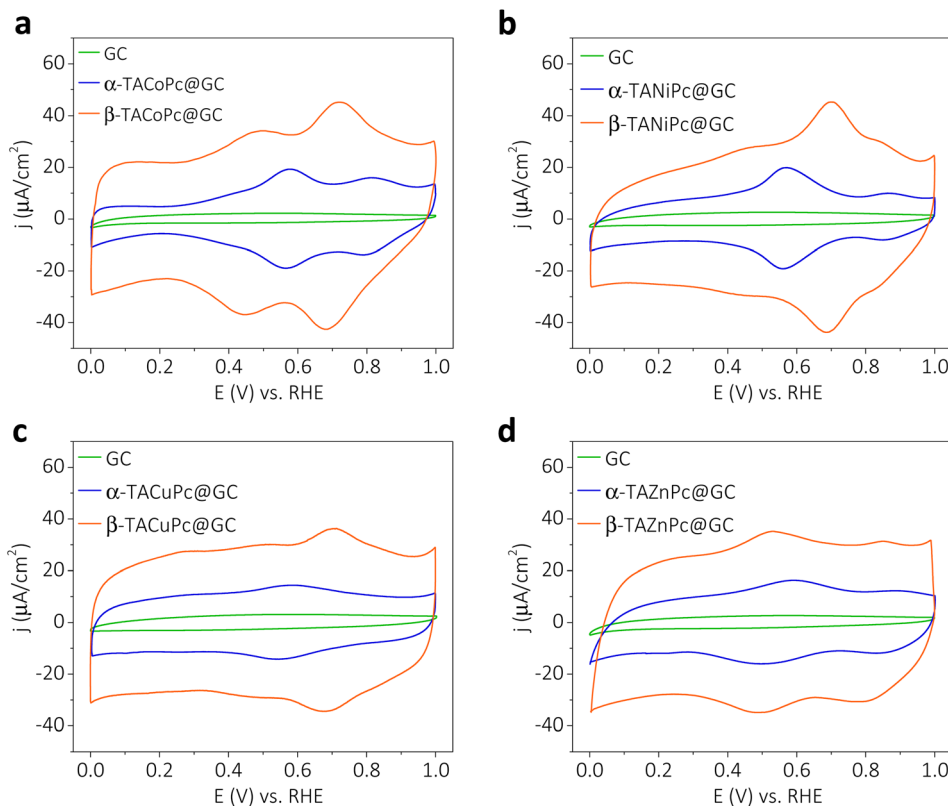 a
60
40
20
0
-20
-40
j (μA/cm²)
GC
α-TACoPc@GC
β-TACoPc@GC
0.0 0.2 0.4 0.6 0.8 1.0
E (V) vs. RHE
b
60
40
20
0
-20
-40
j (μA/cm²)
GC
α-TANiPc@GC
β-TANiPc@GC
0.0 0.2 0.4 0.6 0.8 1.0
E (V) vs. RHE
c
60
40
20
0
-20
-40
j (μA/cm²)
GC
α-TACuPc@GC
β-TACuPc@GC
0.0 0.2 0.4 0.6 0.8 1.0
E (V) vs. RHE
d
60
40
20
0
-20
-40
j (μA/cm²)
GC
α-TAZnPc@GC
β-TAZnPc@GC
0.0 0.2 0.4 0.6 0.8 1.0
E (V) vs. RHE